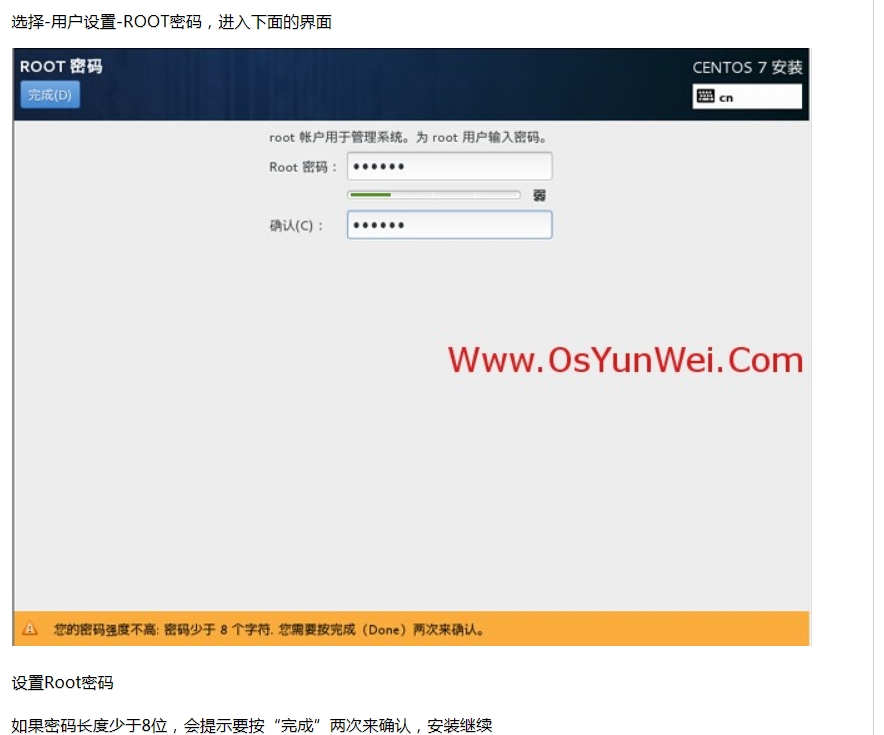 选择-用户设置-ROOT密码，进入下面的界面
ROOT 密码
CENTOS 7 安装
完成(D)
cn
root 帐户用于管理系统。为 root 用户输入密码。
Root 密码：
••••••
弱
确认(C)：
••••••
Www.OsYunWei.Com
您的密码强度不高: 密码少于 8 个字符. 您需要按完成（Done）两次来确认。
设置Root密码
如果密码长度少于8位，会提示要按“完成”两次来确认，安装继续